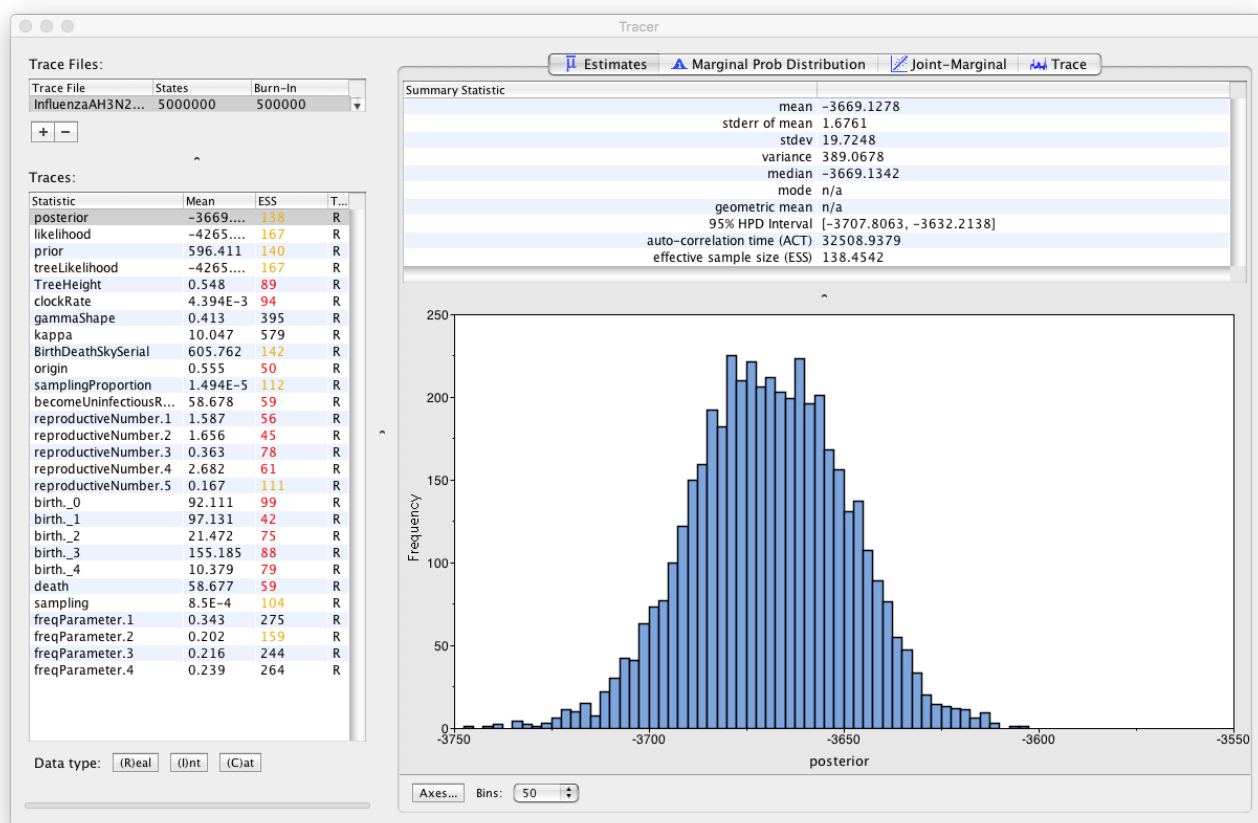 Tracer
Trace Files:
Trace File States Burn-In
InfluenzaAH3N2... 5000000 500000
+ −
Traces:
Statistic Mean ESS T...
posterior -3669.... 138 R
likelihood -4265.... 167 R
prior 596.411 140 R
treeLikelihood -4265.... 167 R
TreeHeight 0.548 89 R
clockRate 4.394E-3 94 R
gammaShape 0.413 395 R
kappa 10.047 579 R
BirthDeathSkySerial 605.762 142 R
origin 0.555 50 R
samplingProportion 1.494E-5 112 R
becomeUninfectiousR... 58.678 59 R
reproductiveNumber.1 1.587 56 R
reproductiveNumber.2 1.656 45 R
reproductiveNumber.3 0.363 78 R
reproductiveNumber.4 2.682 61 R
reproductiveNumber.5 0.167 111 R
birth._0 92.111 99 R
birth._1 97.131 42 R
birth._2 21.472 75 R
birth._3 155.185 88 R
birth._4 10.379 79 R
death 58.677 59 R
sampling 8.5E-4 104 R
freqParameter.1 0.343 275 R
freqParameter.2 0.202 159 R
freqParameter.3 0.216 244 R
freqParameter.4 0.239 264 R
Data type: (R)eal (I)nt (C)at
μ Estimates Marginal Prob Distribution Joint-Marginal Trace
Summary Statistic
mean -3669.1278
stderr of mean 1.6761
stdev 19.7248
variance 389.0678
median -3669.1342
mode n/a
geometric mean n/a
95% HPD Interval [-3707.8063, -3632.2138]
auto-correlation time (ACT) 32508.9379
effective sample size (ESS) 138.4542
250
200
150
100
50
0
Frequency
-3750 -3700 -3650 -3600 -3550
posterior
Axes... Bins: 50